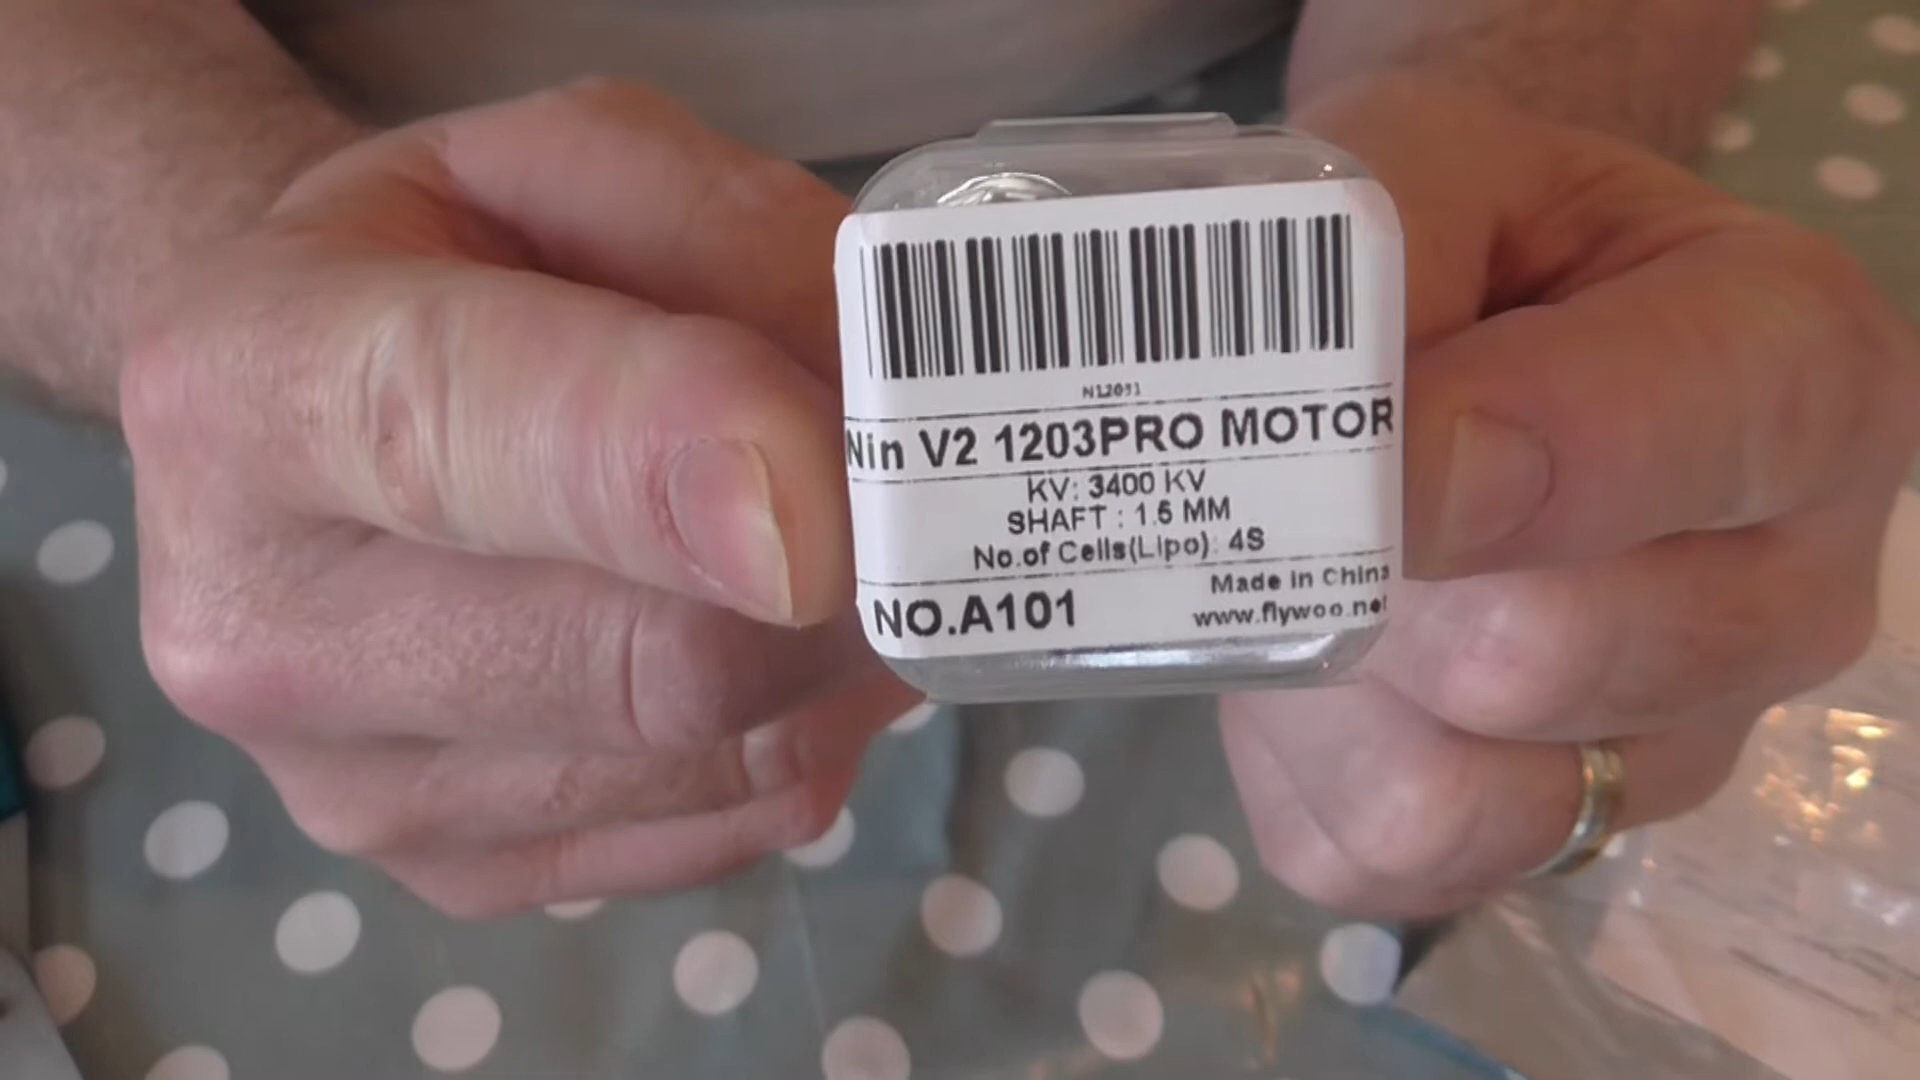 N12031
Nin V2 1203PRO MOTOR
KV: 3400 KV
SHAFT : 1.5 MM
No.of Cells(Lipo): 4S
Made in China
NO.A101
www.flywoo.net